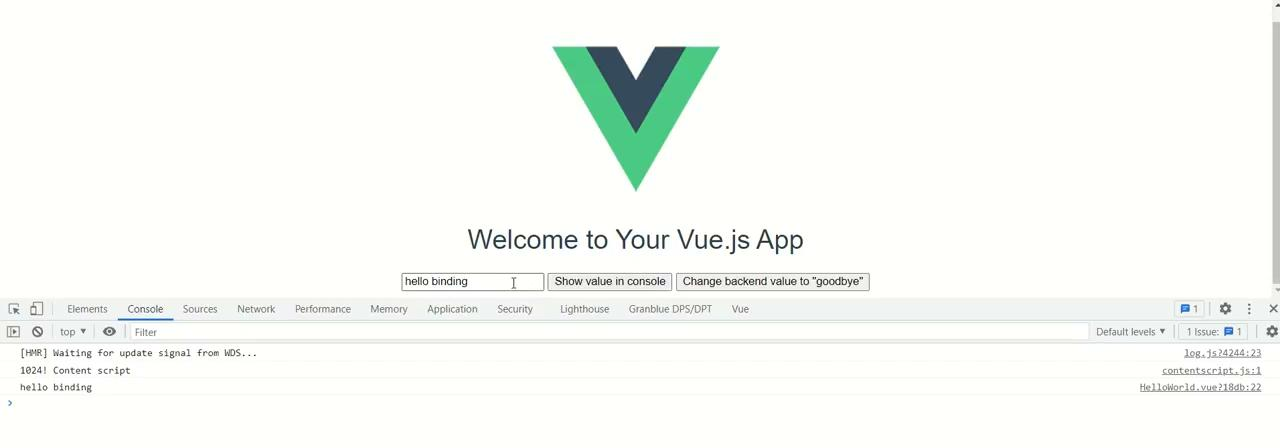 Welcome to Your Vue.js App
hello binding Show value in console Change backend value to "goodbye"
Elements Console Sources Network Performance Memory Application Security Lighthouse Granblue DPS/DPT Vue 1
top ▼ Filter Default levels ▼ 1 Issue: 1
[HMR] Waiting for update signal from WDS... log.js?4244:23
1024! Content script contentscript.js:1
hello binding HelloWorld.vue?18db:22
>